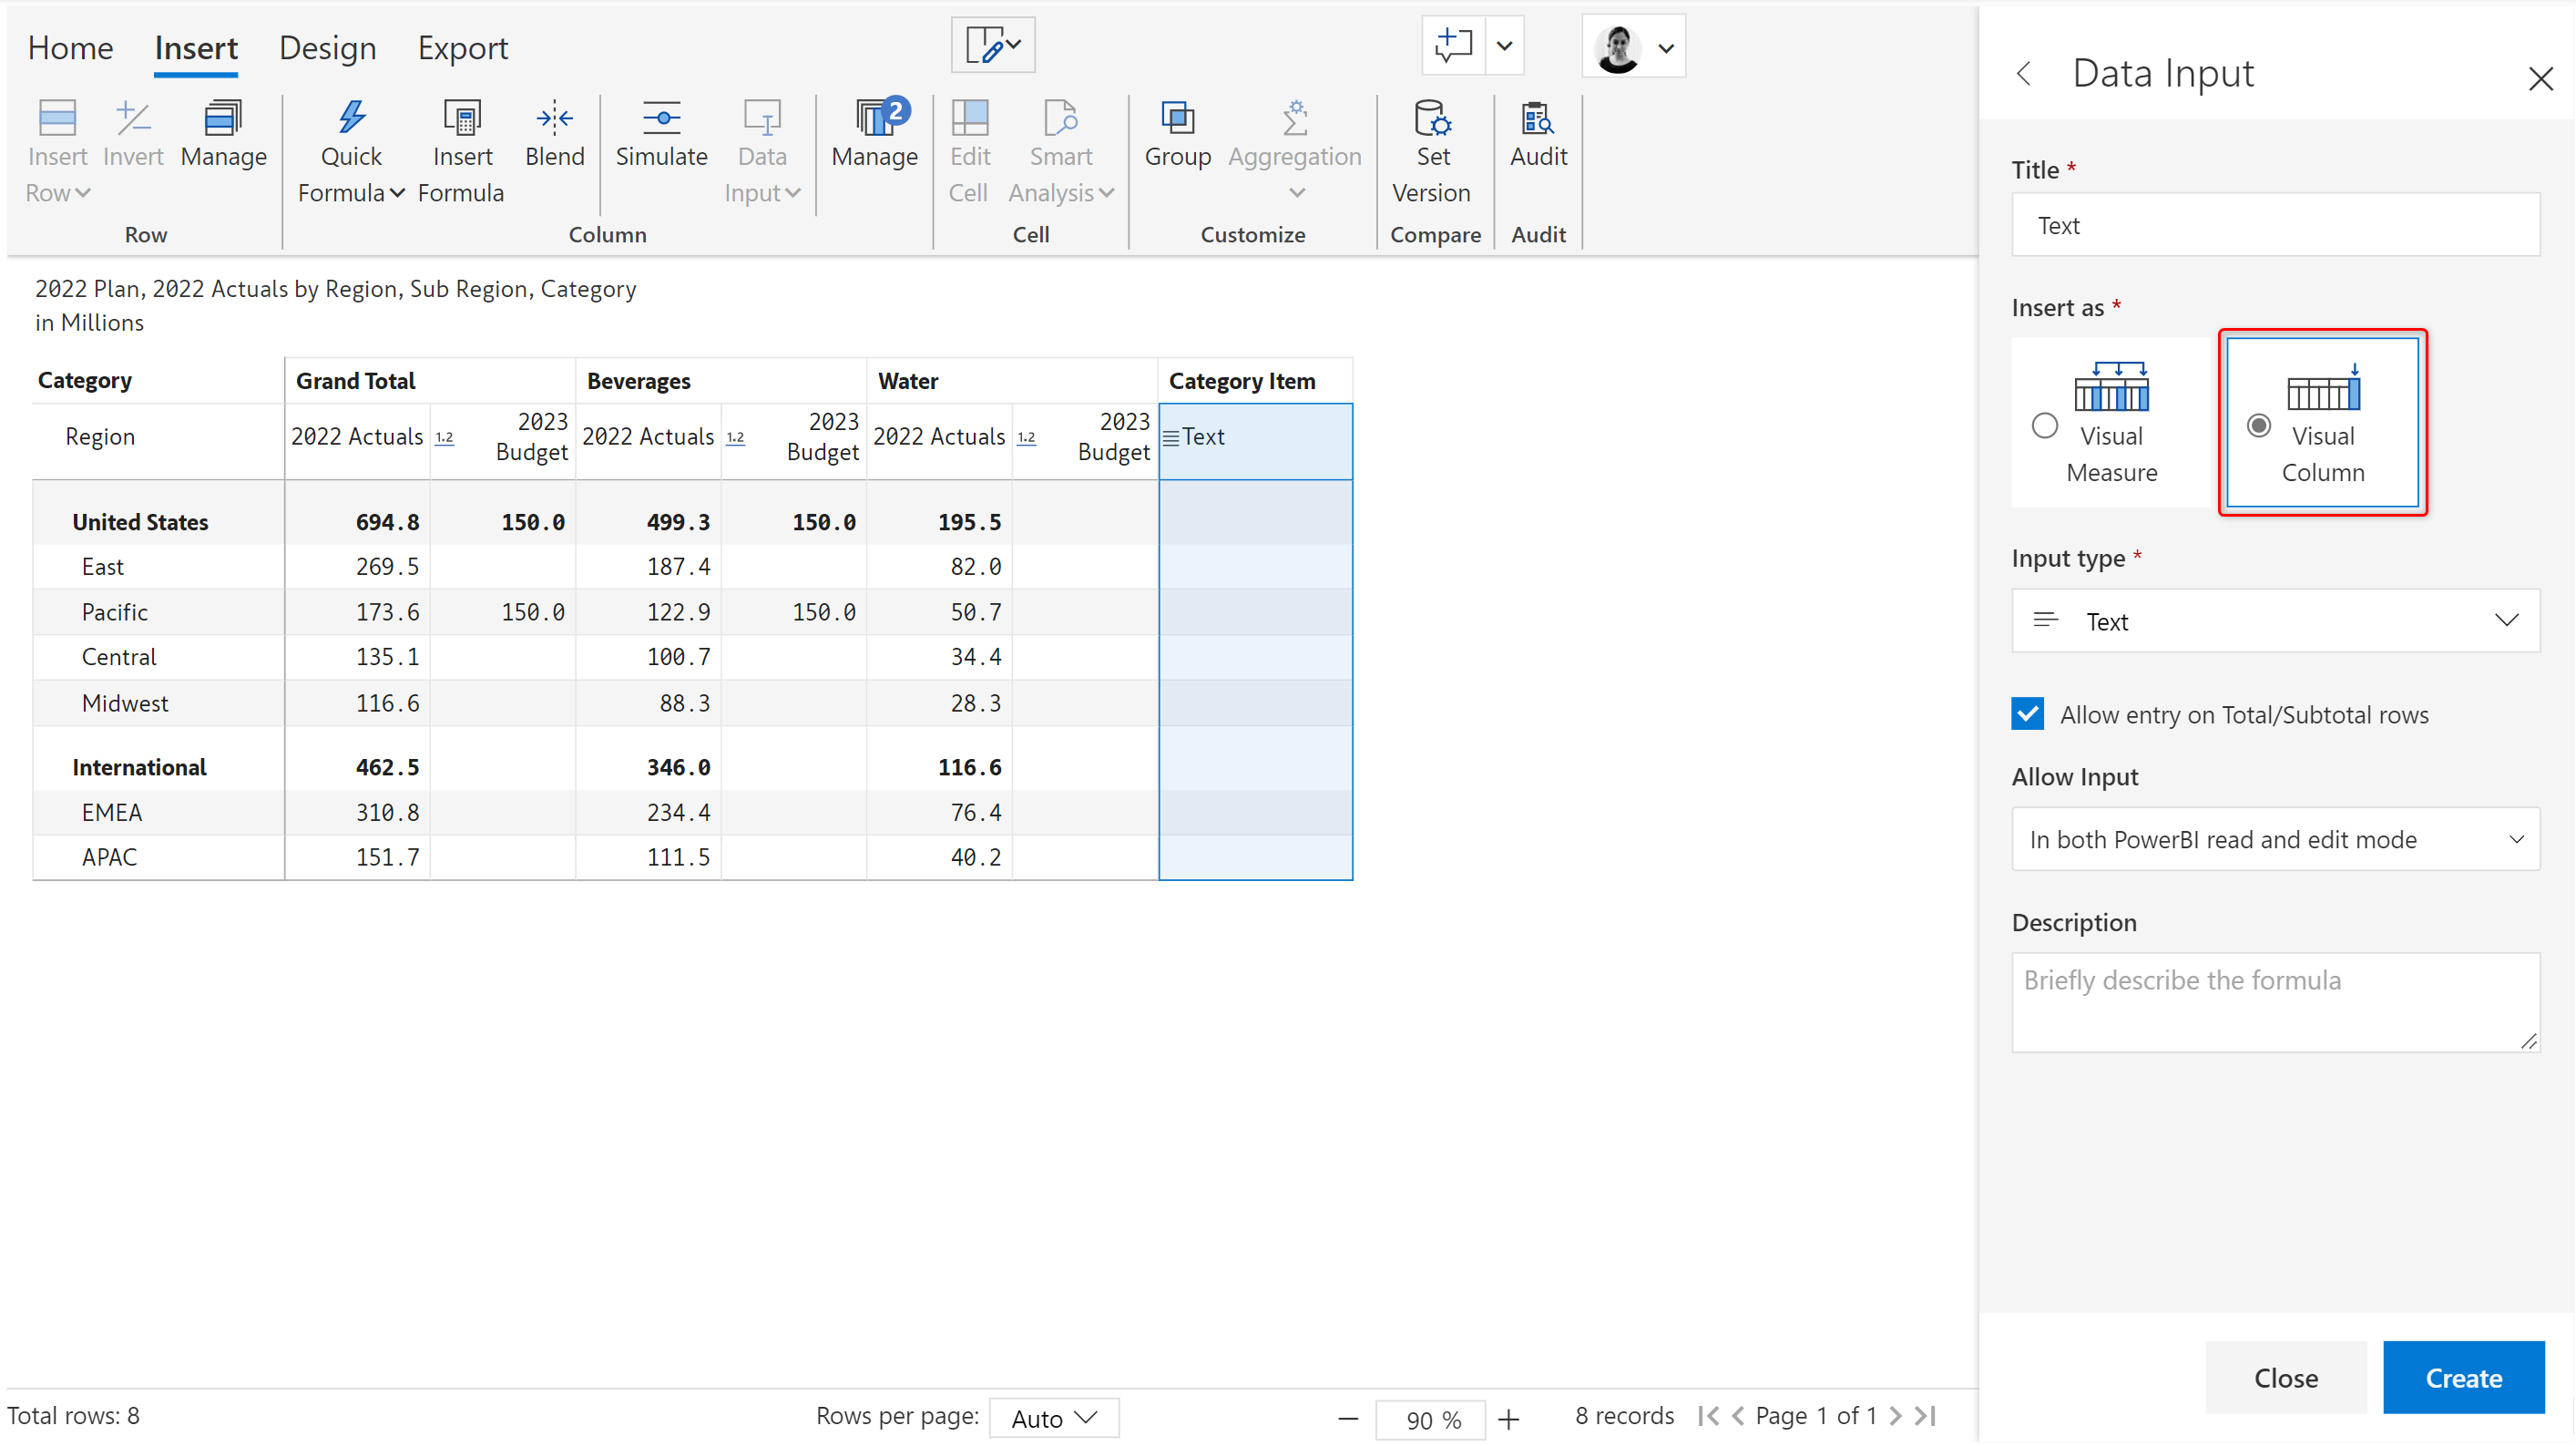 Home Insert Design Export
Insert Row Invert Manage
Row
Quick Formula Insert Formula Blend Simulate Data Input Manage 2
Column
Edit Cell Smart Analysis
Cell
Group Aggregation
Customize
Set Version
Compare
Audit
Audit
2022 Plan, 2022 Actuals by Region, Sub Region, Category
in Millions
Category Grand Total Beverages Water Category Item
Region 2022 Actuals 1.2 2023 Budget 2022 Actuals 1.2 2023 Budget 2022 Actuals 1.2 2023 Budget Text
United States 694.8 150.0 499.3 150.0 195.5
East 269.5 187.4 82.0
Pacific 173.6 150.0 122.9 150.0 50.7
Central 135.1 100.7 34.4
Midwest 116.6 88.3 28.3
International 462.5 346.0 116.6
EMEA 310.8 234.4 76.4
APAC 151.7 111.5 40.2
Total rows: 8 Rows per page: Auto 90 % 8 records Page 1 of 1
Data Input
Title *
Text
Insert as *
Visual Measure
Visual Column
Input type *
Text
Allow entry on Total/Subtotal rows
Allow Input
In both PowerBI read and edit mode
Description
Briefly describe the formula
Close Create